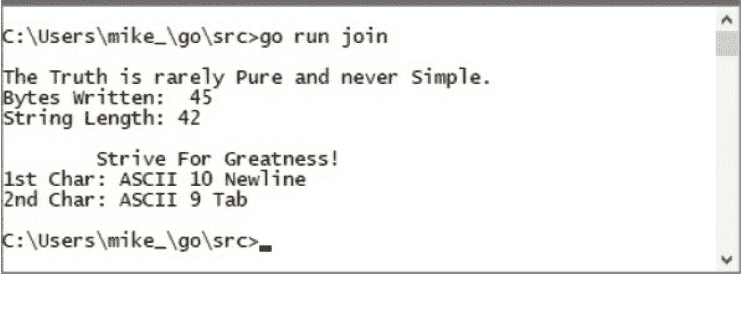 C:\Users\mike_\go\src>go run join
The Truth is rarely Pure and never Simple.
Bytes Written:  45
String Length: 42
Strive For Greatness!
1st Char: ASCII 10 Newline
2nd Char: ASCII 9 Tab
C:\Users\mike_\go\src>